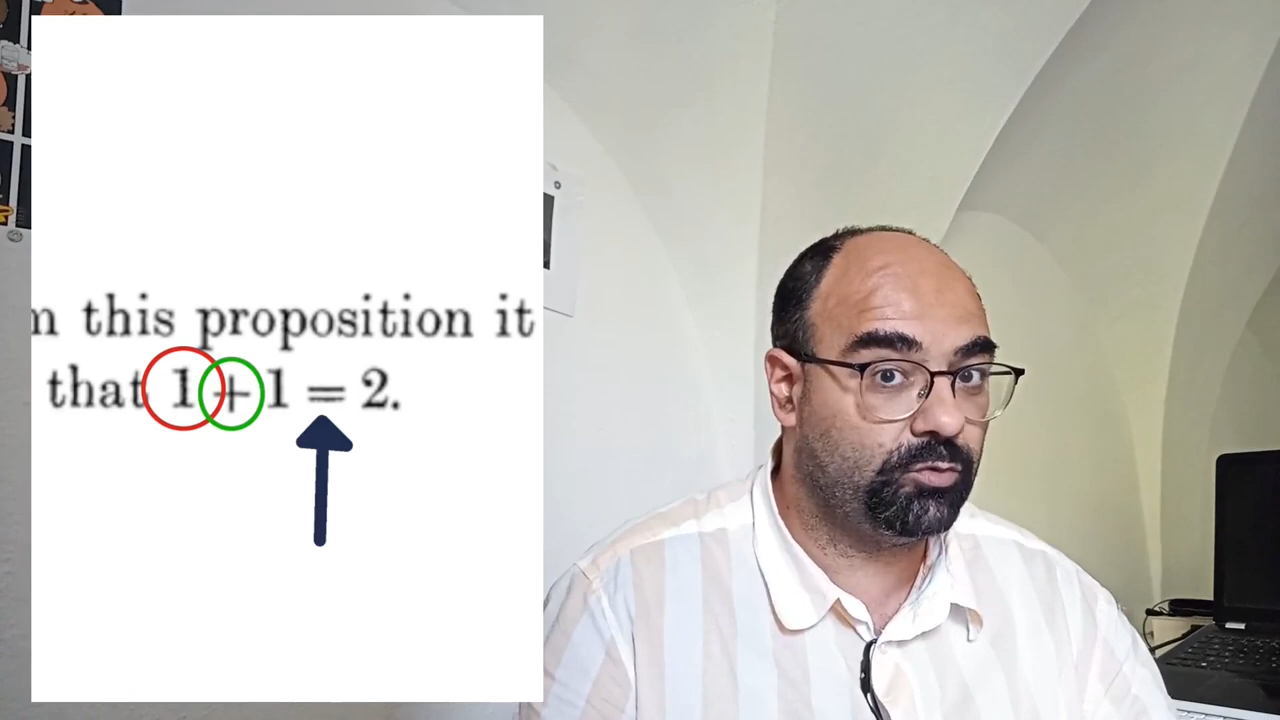 m this proposition it
that 1 + 1 = 2.